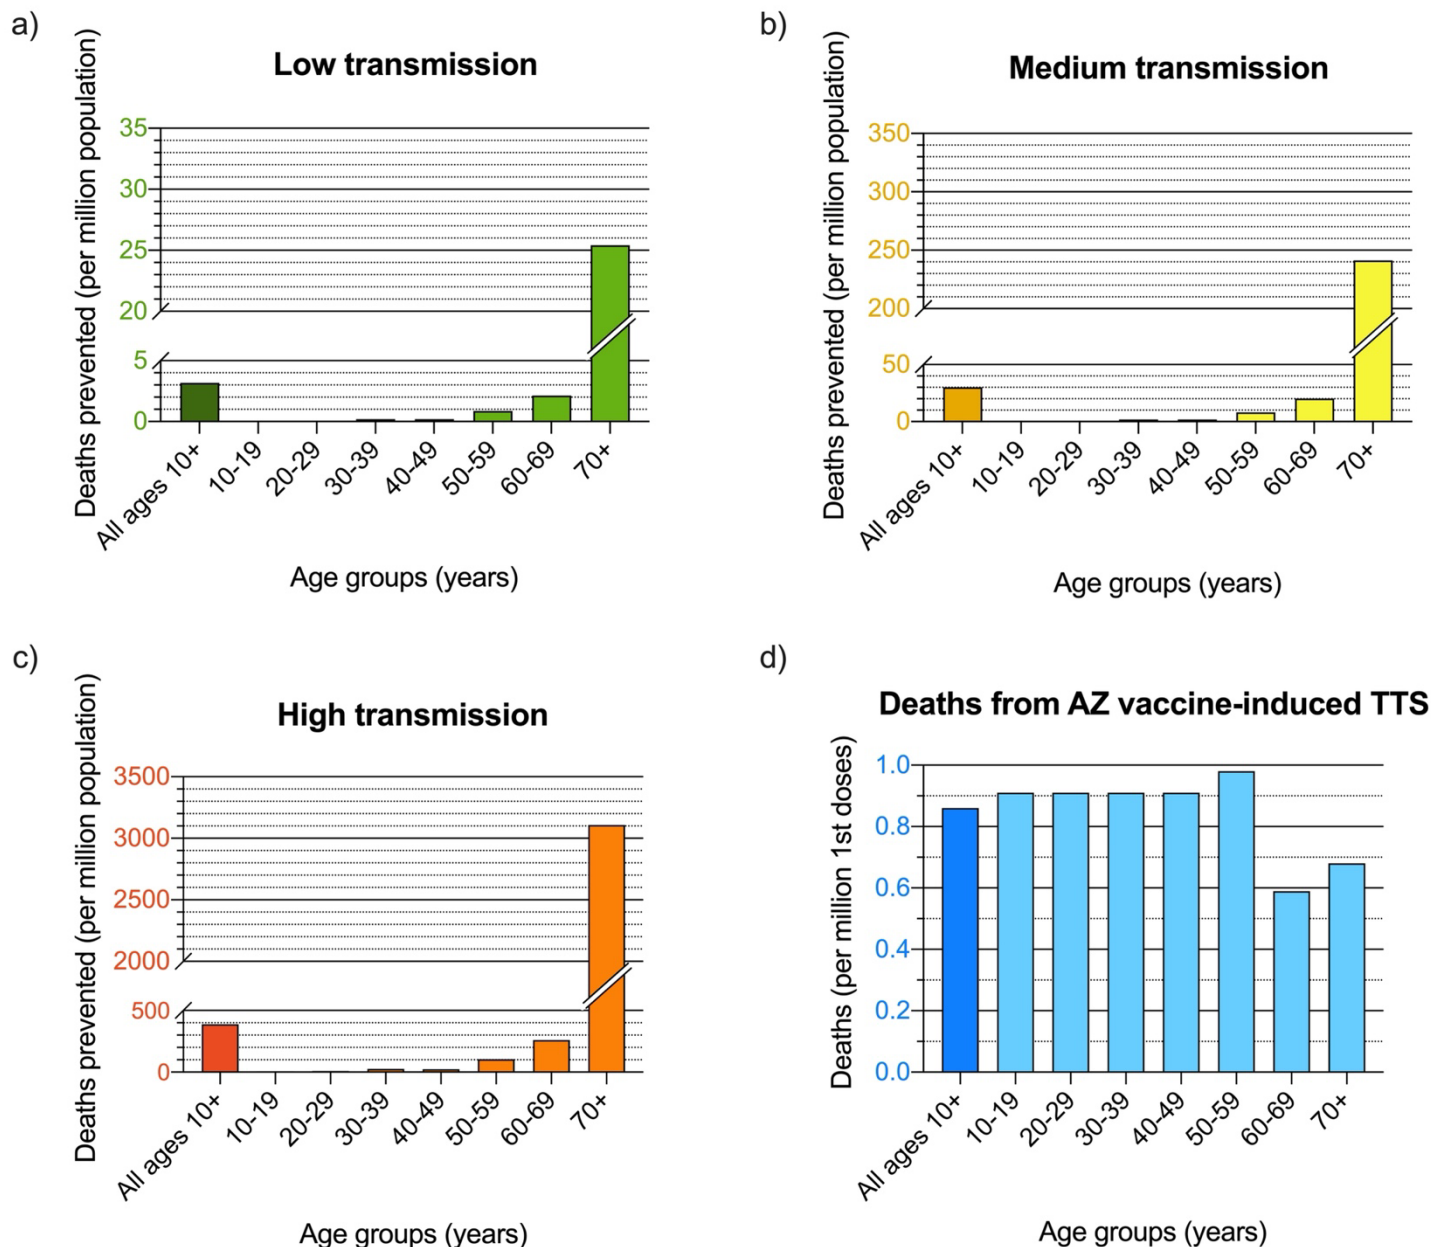 a)
Low transmission
Deaths prevented (per million population)
35
30
25
20
5
0
All ages 10+
10-19
20-29
30-39
40-49
50-59
60-69
70+
Age groups (years)
b)
Medium transmission
Deaths prevented (per million population)
350
300
250
200
50
0
All ages 10+
10-19
20-29
30-39
40-49
50-59
60-69
70+
Age groups (years)
c)
High transmission
Deaths prevented (per million population)
3500
3000
2500
2000
500
0
All ages 10+
10-19
20-29
30-39
40-49
50-59
60-69
70+
Age groups (years)
d)
Deaths from AZ vaccine-induced TTS
Deaths (per million 1st doses)
1.0
0.8
0.6
0.4
0.2
0.0
All ages 10+
10-19
20-29
30-39
40-49
50-59
60-69
70+
Age groups (years)